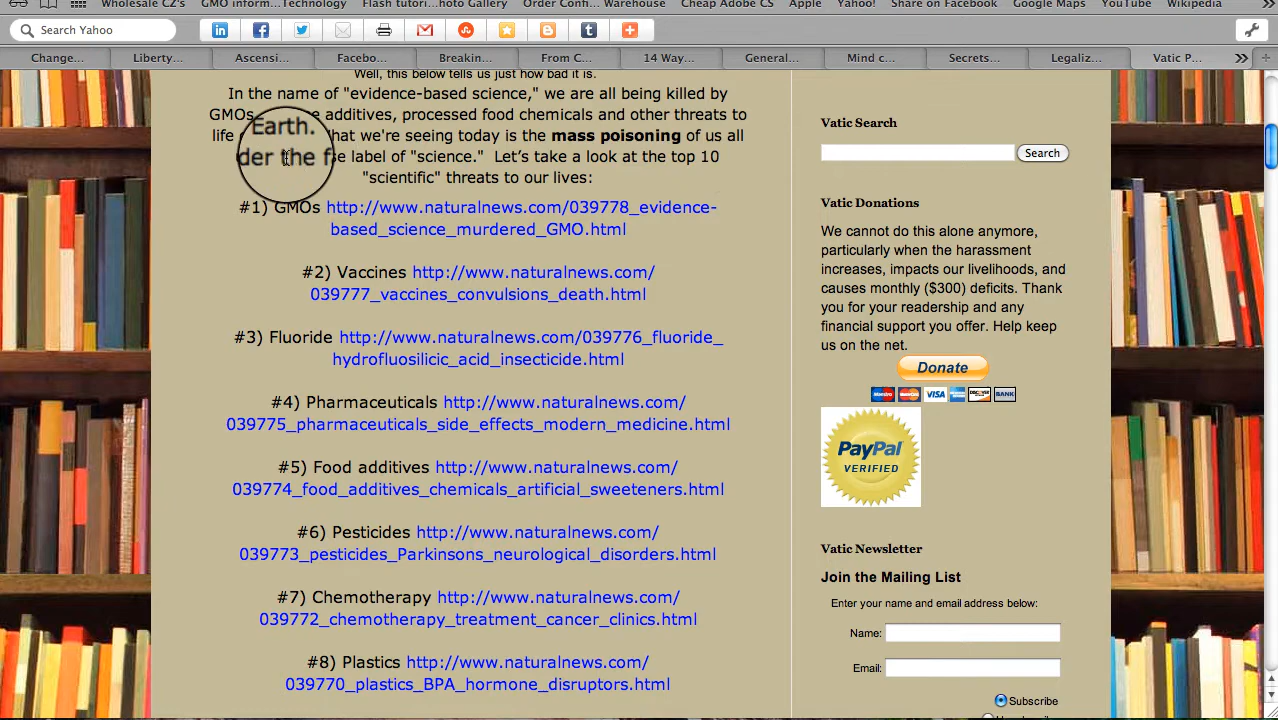 Wholesale CZ's GMO inform...Technology Flash tutori...hoto Gallery Order Confi... Warehouse Cheap Adobe CS Apple Yahoo! Share on Facebook Google Maps YouTube Wikipedia
Search Yahoo
Change... Liberty... Ascensi... Facebo... Breakin... From C... 14 Way... General... Mind c... Secrets... Legaliz... Vatic P...
Well, this below tells us just how bad it is.
In the name of "evidence-based science," we are all being killed by
GMOs, additives, processed food chemicals and other threats to
life Earth. What we're seeing today is the mass poisoning of us all
der the false label of "science." Let's take a look at the top 10
"scientific" threats to our lives:
#1) GMOs http://www.naturalnews.com/039778_evidence-
based_science_murdered_GMO.html
#2) Vaccines http://www.naturalnews.com/
039777_vaccines_convulsions_death.html
#3) Fluoride http://www.naturalnews.com/039776_fluoride_
hydrofluosilicic_acid_insecticide.html
#4) Pharmaceuticals http://www.naturalnews.com/
039775_pharmaceuticals_side_effects_modern_medicine.html
#5) Food additives http://www.naturalnews.com/
039774_food_additives_chemicals_artificial_sweeteners.html
#6) Pesticides http://www.naturalnews.com/
039773_pesticides_Parkinsons_neurological_disorders.html
#7) Chemotherapy http://www.naturalnews.com/
039772_chemotherapy_treatment_cancer_clinics.html
#8) Plastics http://www.naturalnews.com/
039770_plastics_BPA_hormone_disruptors.html
Vatic Search
Search
Vatic Donations
We cannot do this alone anymore,
particularly when the harassment
increases, impacts our livelihoods, and
causes monthly ($300) deficits. Thank
you for your readership and any
financial support you offer. Help keep
us on the net.
Donate
VISA DISCOVER BANK
PayPal
VERIFIED
Vatic Newsletter
Join the Mailing List
Enter your name and email address below:
Name:
Email:
Subscribe